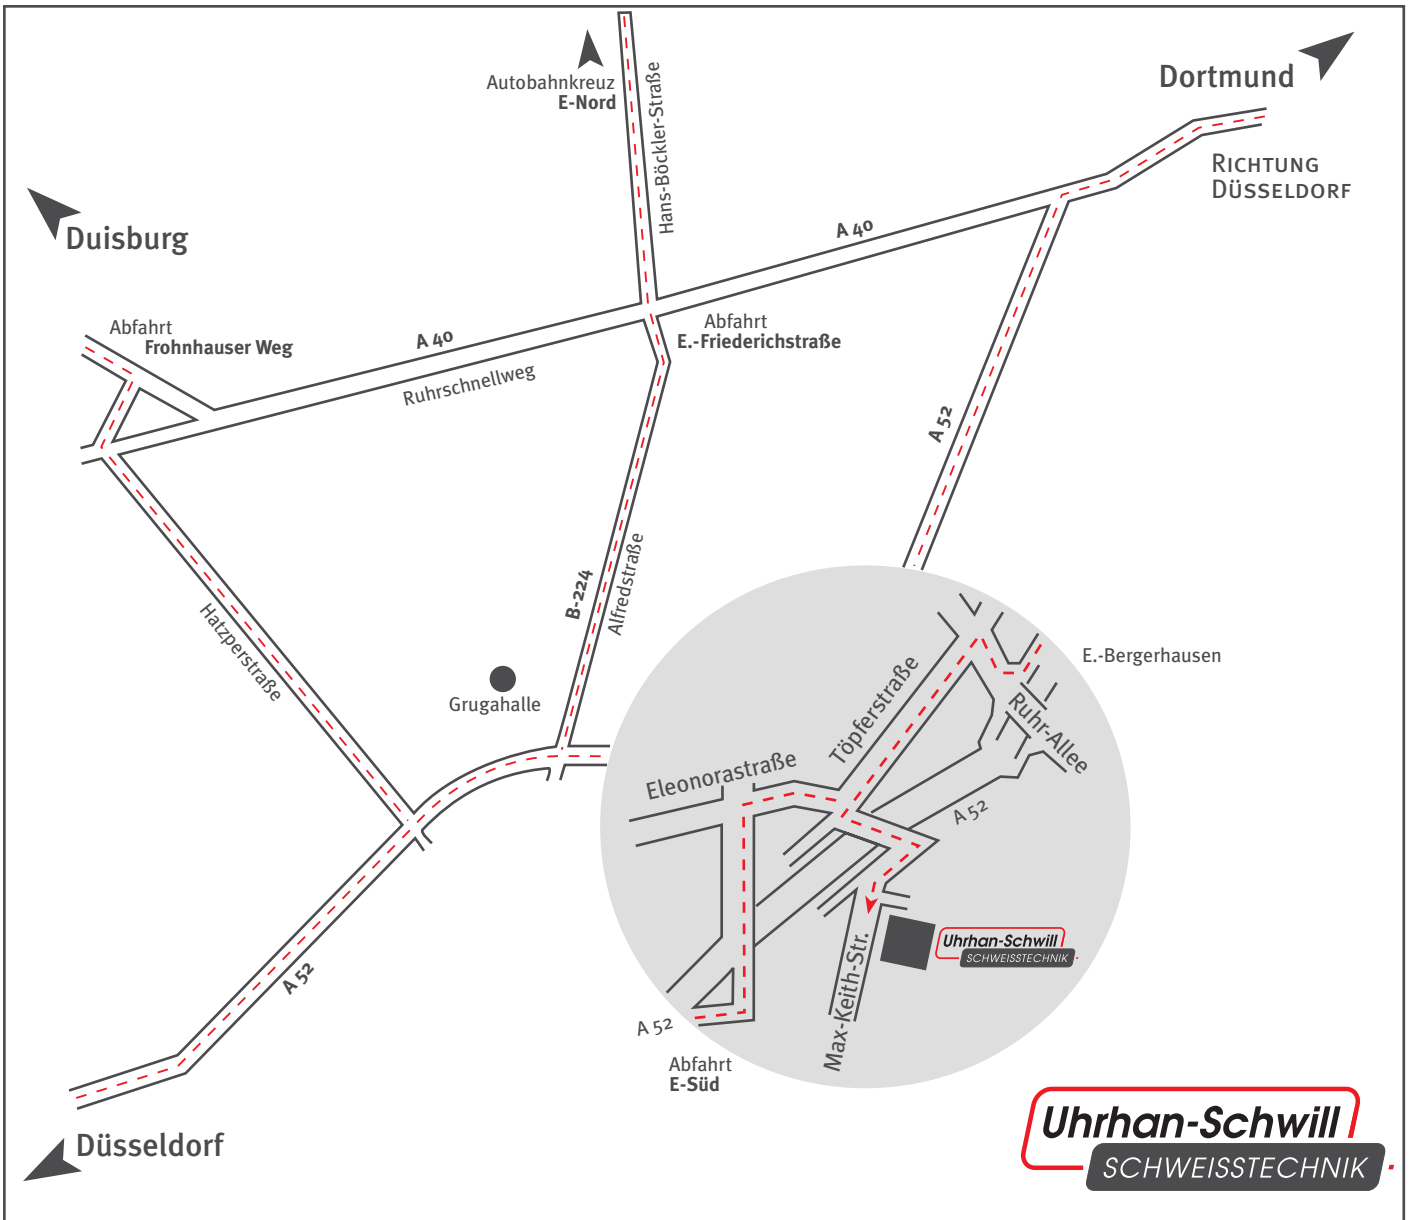 Dortmund
Autobahnkreuz
E-Nord
Hans-Böckler-Straße
RICHTUNG
DÜSSELDORF
Duisburg
A 40
Abfahrt
Frohnhauser Weg
A 40
Ruhrschnellweg
Abfahrt
E.-Friederichstraße
A 52
B-224
Alfredstraße
Hatzperstraße
Grugahalle
E.-Bergerhausen
Töpferstraße
Ruhr-Allee
Eleonorastraße
A 52
A 52
Max-Keith-Str.
Uhrhan-Schwill
SCHWEISSTECHNIK
A 52
Abfahrt
E-Süd
Düsseldorf
Uhrhan-Schwill
SCHWEISSTECHNIK